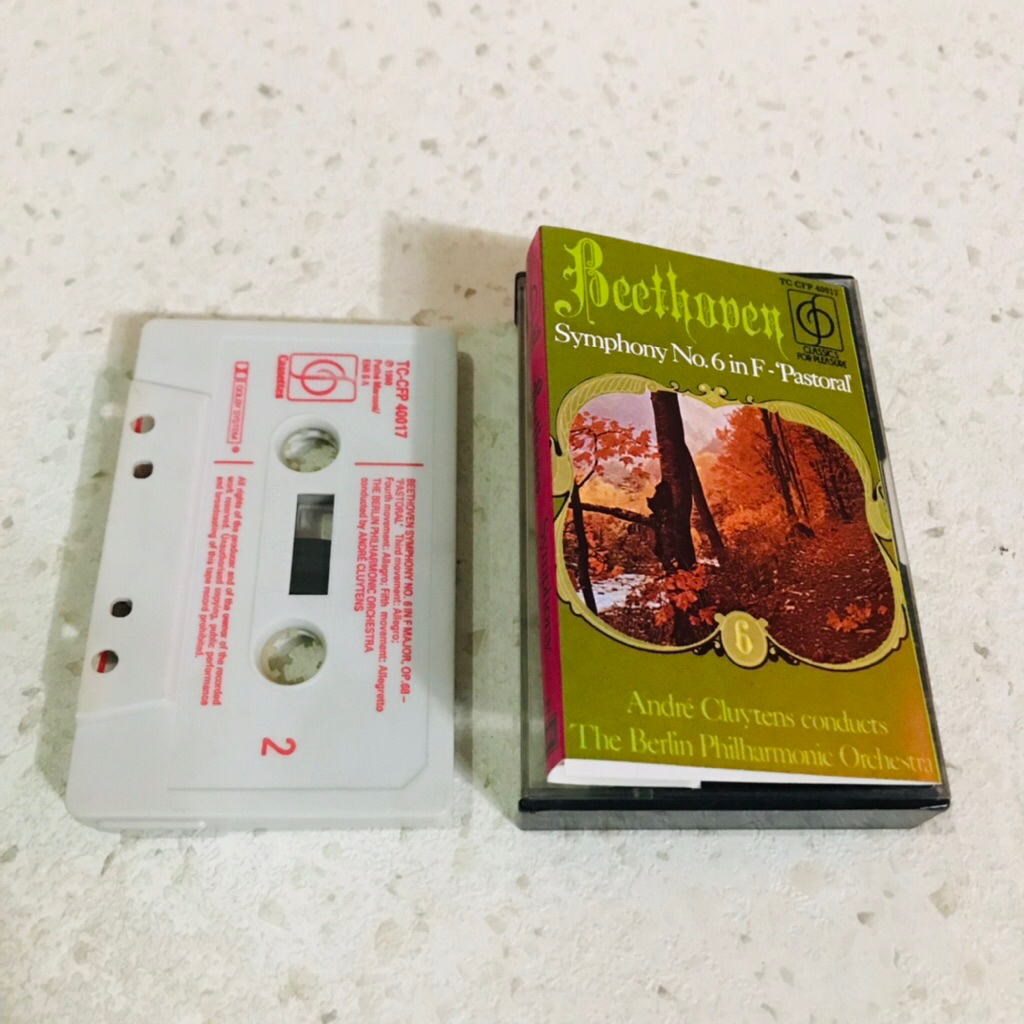 TC-CFP 40017
Cassettes
DOLBY SYSTEM
BEETHOVEN SYMPHONY NO. 6 IN F MAJOR, OP.68–
'PASTORAL' Third movement: Allegro;
Fourth movement: Allegro; Fifth movement: Allegretto
THE BERLIN PHILHARMONIC ORCHESTRA
conducted by ANDRÉ CLUYTENS
All rights of the producer and of the owner of the recorded
work reserved. Unauthorised copying, public performance
and broadcasting of this tape record prohibited.
2
Beethoven
TC CFP 40017
CLASSICS
FOR PLEASURE
Symphony No. 6 in F - 'Pastoral'
6
André Cluytens conducts
The Berlin Philharmonic Orchestra